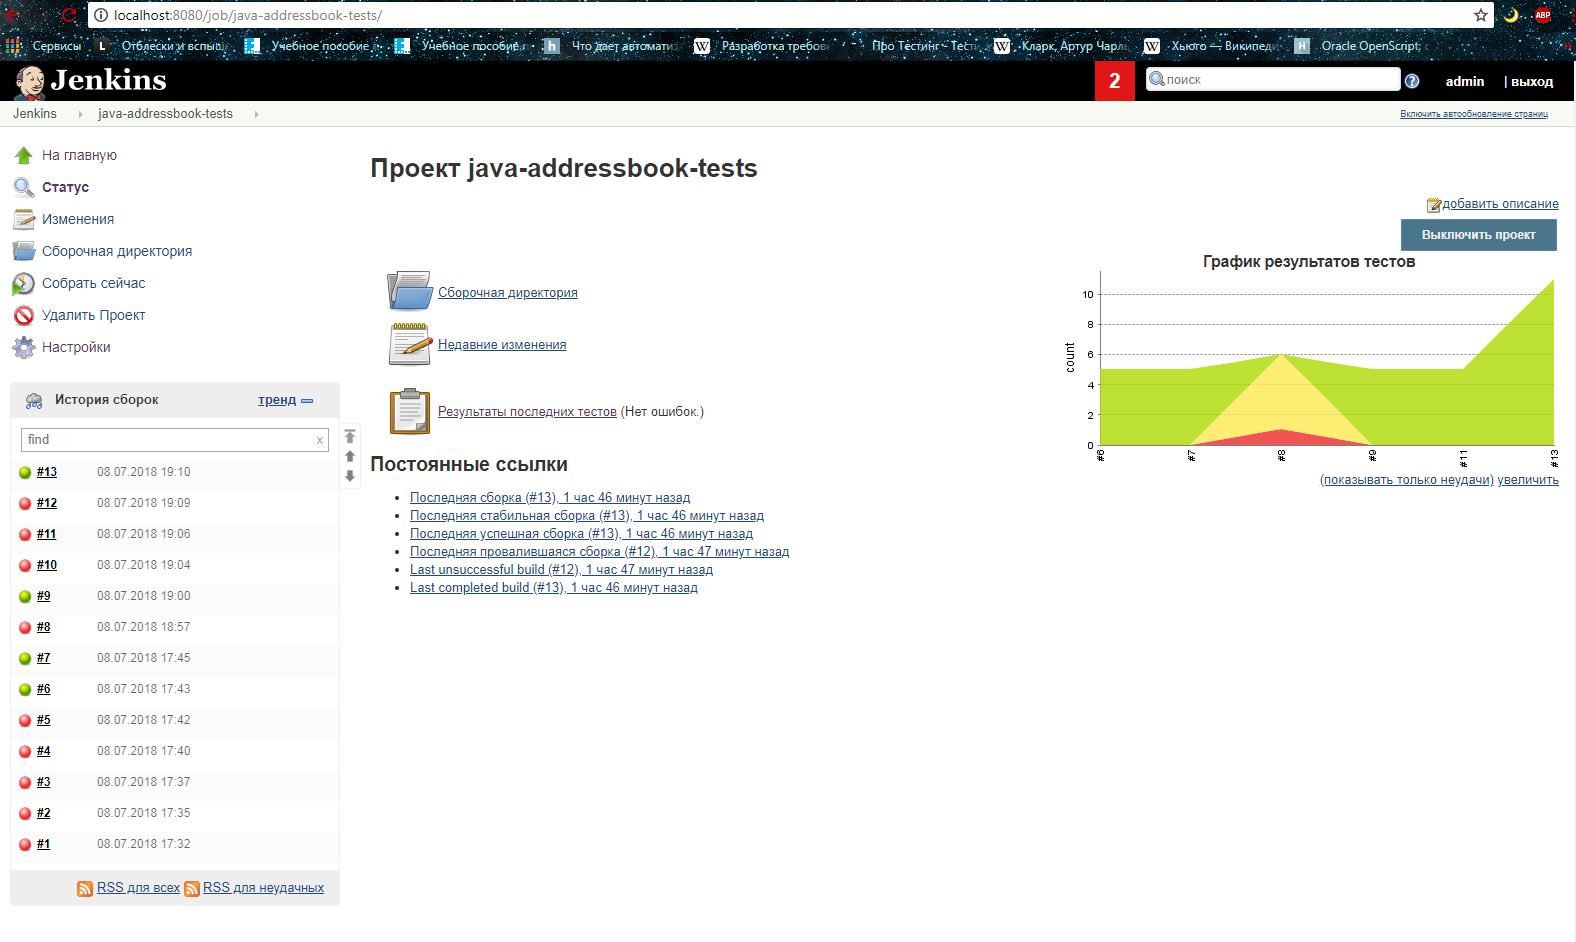 localhost:8080/job/java-addressbook-tests/
ABP
Сервисы
L Отблески и вспыш
Учебное пособие
Учебное пособие
h Что дает автомати
W Разработка требов
Про Тестинг - Тест
W Кларк, Артур Чарль
W Хьюго — Википеди
H Oracle OpenScript:
Jenkins
2
поиск
admin
| выход
Jenkins
java-addressbook-tests
Включить автообновление страниц
На главную
Статус
Изменения
Сборочная директория
Собрать сейчас
Удалить Проект
Настройки
История сборок
тренд
find
x
#13 08.07.2018 19:10
#12 08.07.2018 19:09
#11 08.07.2018 19:06
#10 08.07.2018 19:04
#9 08.07.2018 19:00
#8 08.07.2018 18:57
#7 08.07.2018 17:45
#6 08.07.2018 17:43
#5 08.07.2018 17:42
#4 08.07.2018 17:40
#3 08.07.2018 17:37
#2 08.07.2018 17:35
#1 08.07.2018 17:32
RSS для всех
RSS для неудачных
Проект java-addressbook-tests
добавить описание
Выключить проект
Сборочная директория
Недавние изменения
Результаты последних тестов (Нет ошибок.)
Постоянные ссылки
Последняя сборка (#13), 1 час 46 минут назад
Последняя стабильная сборка (#13), 1 час 46 минут назад
Последняя успешная сборка (#13), 1 час 46 минут назад
Последняя провалившаяся сборка (#12), 1 час 47 минут назад
Last unsuccessful build (#12), 1 час 47 минут назад
Last completed build (#13), 1 час 46 минут назад
График результатов тестов
count
10
8
6
4
2
0
#6
#7
#8
#9
#11
#13
(показывать только неудачи) увеличить